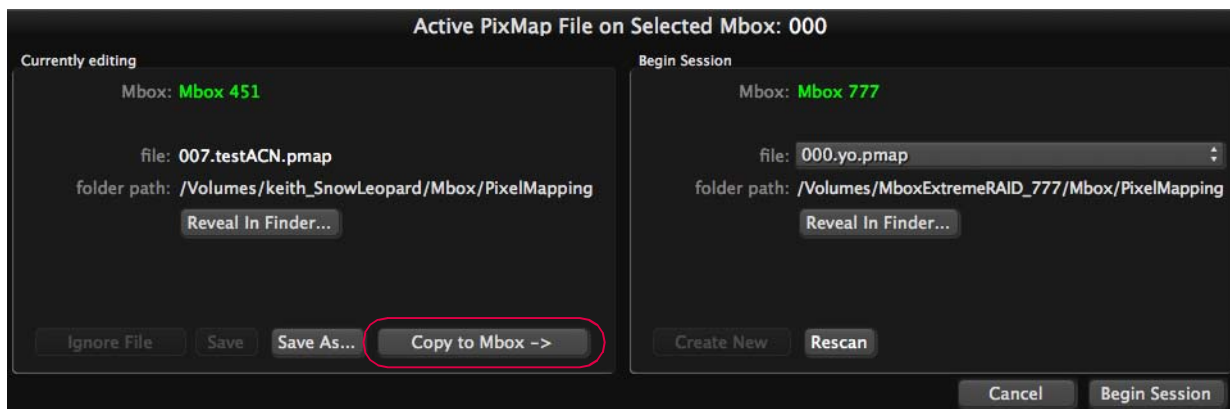 Active PixMap File on Selected Mbox: 000
Currently editing
Mbox: Mbox 451
file: 007.testACN.pmap
folder path: /Volumes/keith_SnowLeopard/Mbox/PixelMapping
Reveal In Finder...
Ignore File
Save
Save As...
Copy to Mbox ->
Begin Session
Mbox: Mbox 777
file: 000.yo.pmap
folder path: /Volumes/MboxExtremeRAID_777/Mbox/PixelMapping
Reveal In Finder...
Create New
Rescan
Cancel
Begin Session